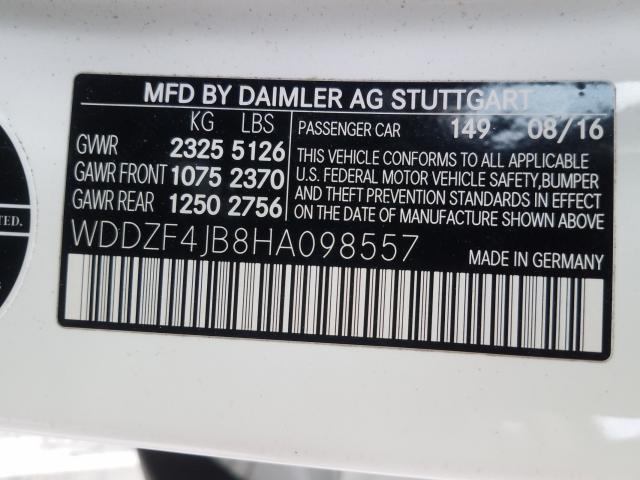 MFD BY DAIMLER AG STUTTGART
KG LBS
GVWR 2325 5126
GAWR FRONT 1075 2370
GAWR REAR 1250 2756
PASSENGER CAR 149 08/16
THIS VEHICLE CONFORMS TO ALL APPLICABLE
U.S. FEDERAL MOTOR VEHICLE SAFETY, BUMPER
AND THEFT PREVENTION STANDARDS IN EFFECT
ON THE DATE OF MANUFACTURE SHOWN ABOVE
WDDZF4JB8HA098557
MADE IN GERMANY